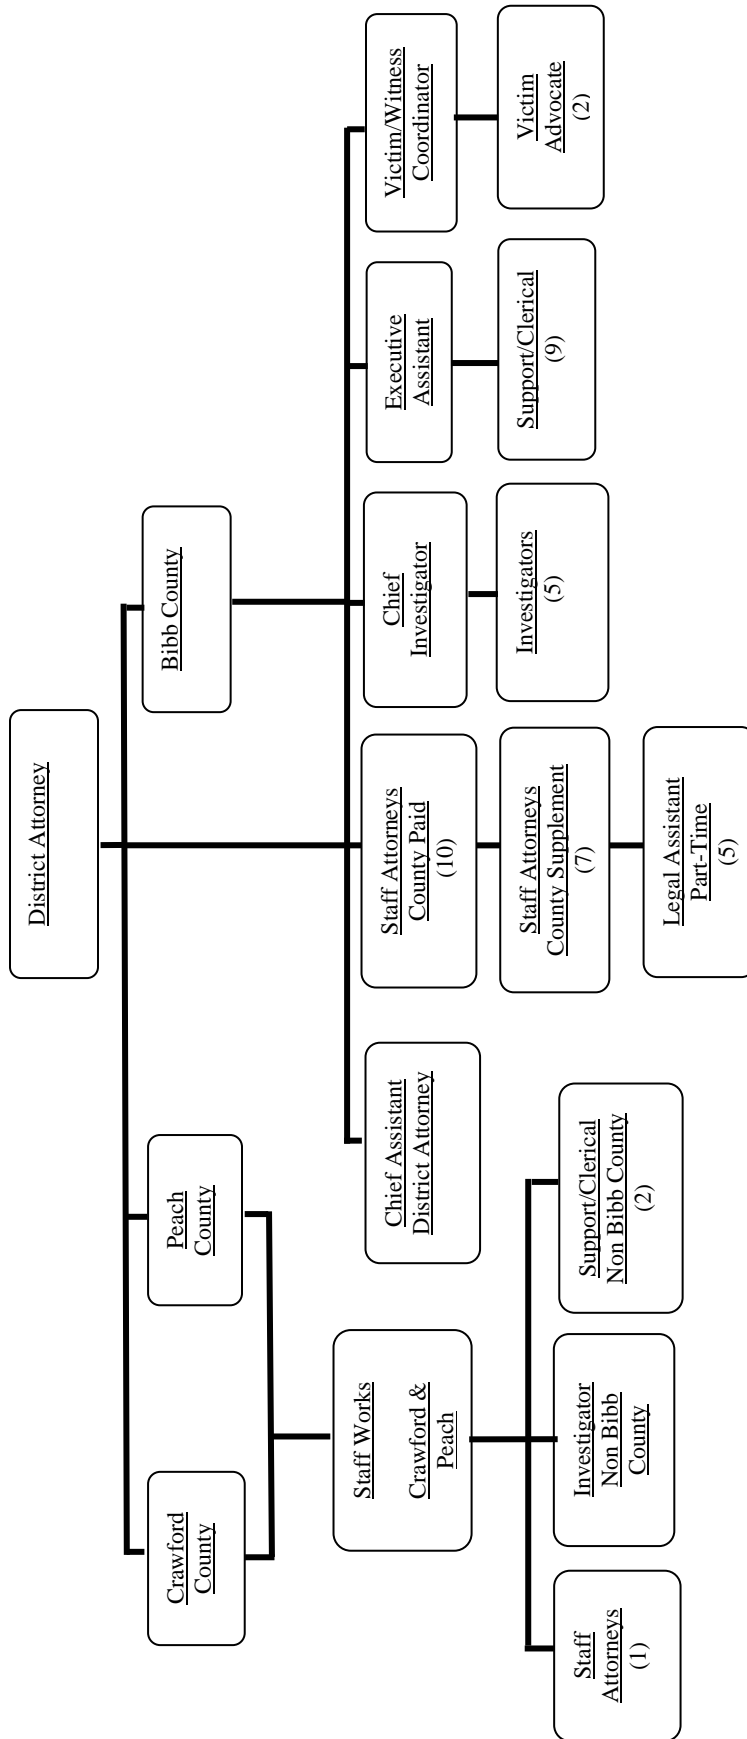 District Attorney
Crawford
County
Peach
County
Bibb County
Staff Works
Crawford &
Peach
Chief Assistant
District Attorney
Staff Attorneys
County Paid
(10)
Chief
Investigator
Executive
Assistant
Victim/Witness
Coordinator
Staff Attorneys
County Supplement
(7)
Investigators
(5)
Support/Clerical
(9)
Victim
Advocate
(2)
Staff
Attorneys
(1)
Investigator
Non Bibb
County
Support/Clerical
Non Bibb County
(2)
Legal Assistant
Part-Time
(5)